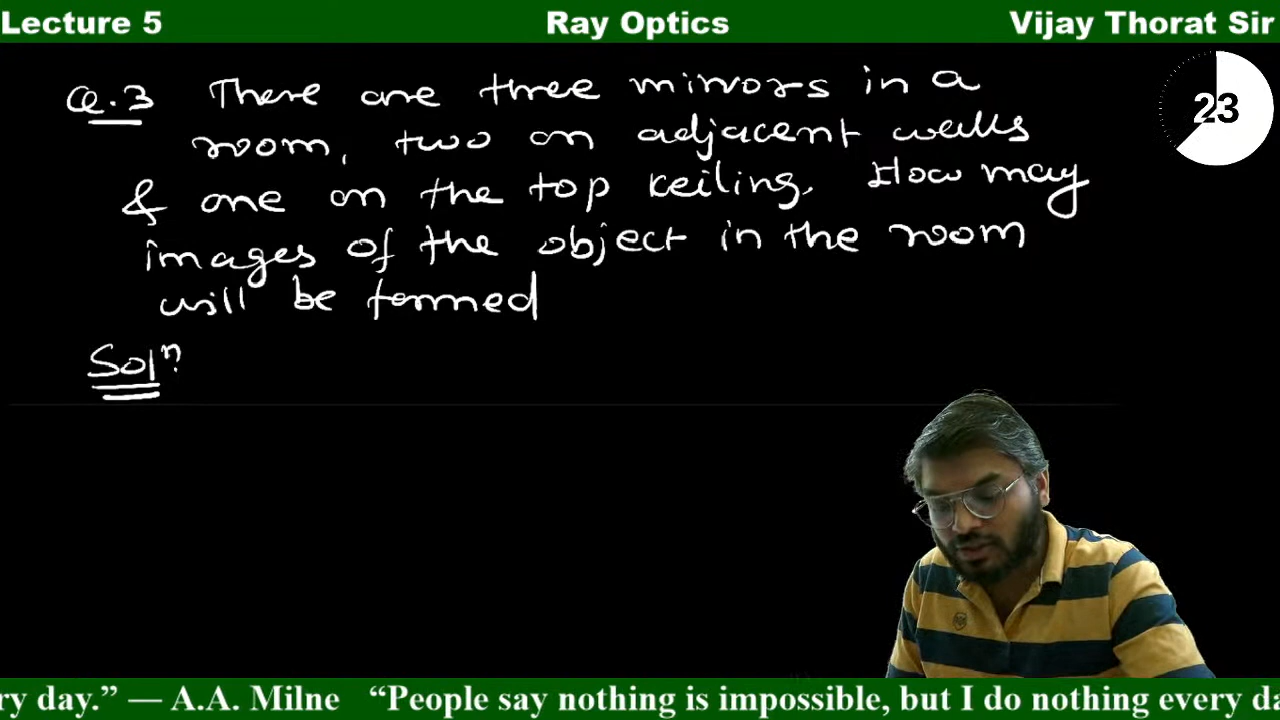 Lecture 5 Ray Optics Vijay Thorat Sir
23
Q.3 There are three mirrors in a
room, two on adjacent walls
& one on the top keiling. How may
images of the object in the room
will be formed
Solⁿ:
ry day.” — A.A. Milne “People say nothing is impossible, but I do nothing every da